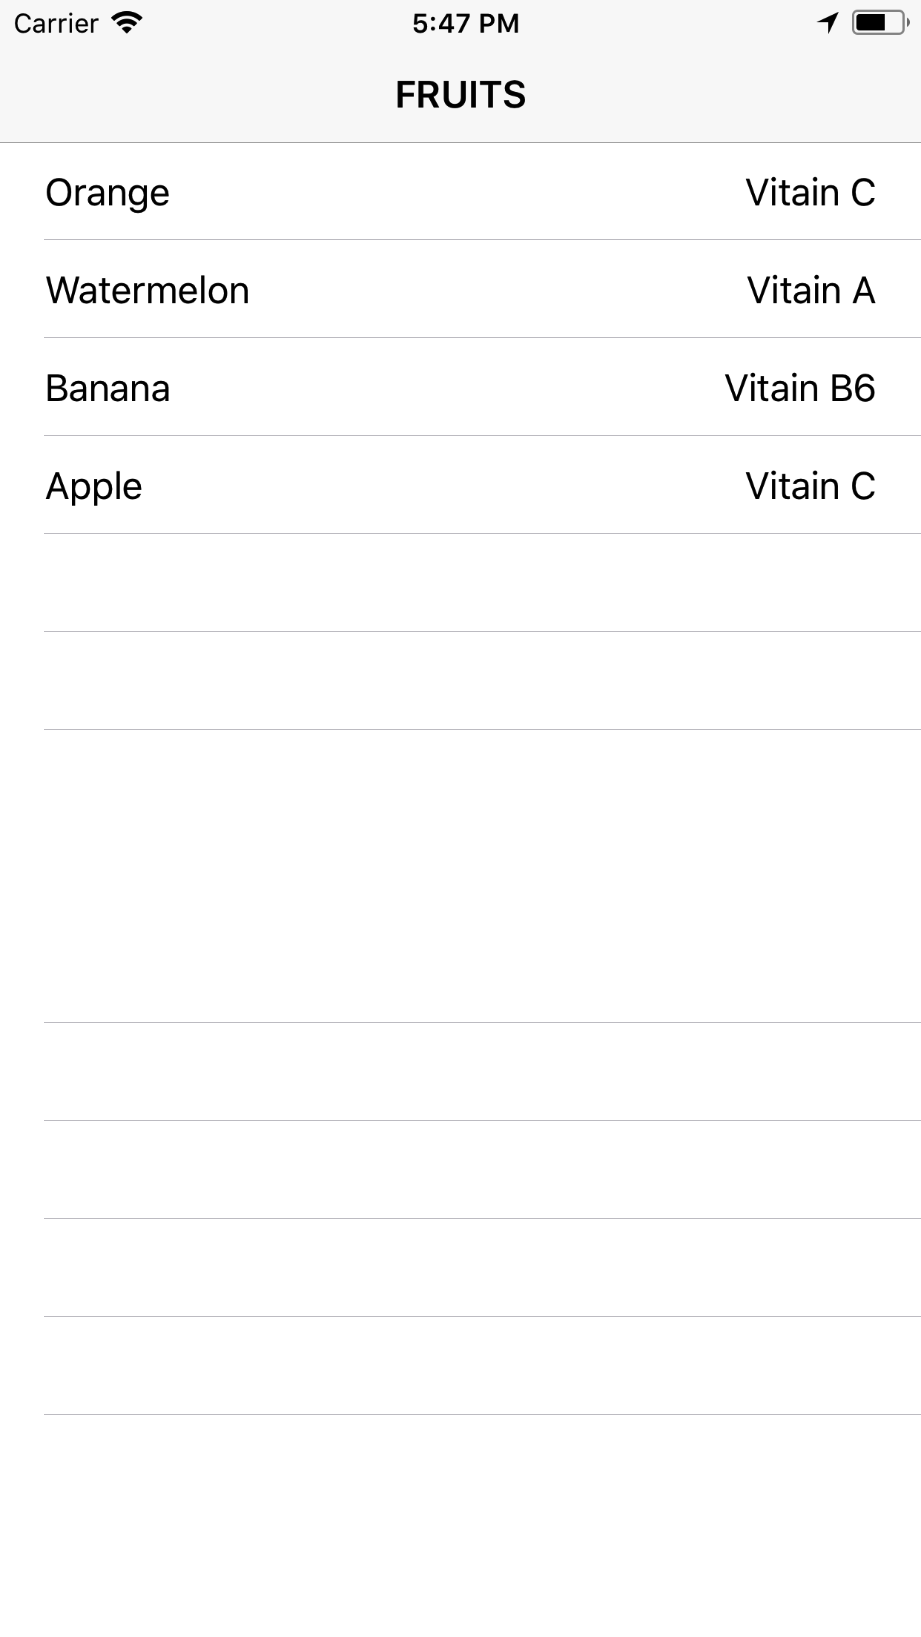 Carrier 5:47 PM
FRUITS
Orange Vitain C
Watermelon Vitain A
Banana Vitain B6
Apple Vitain C